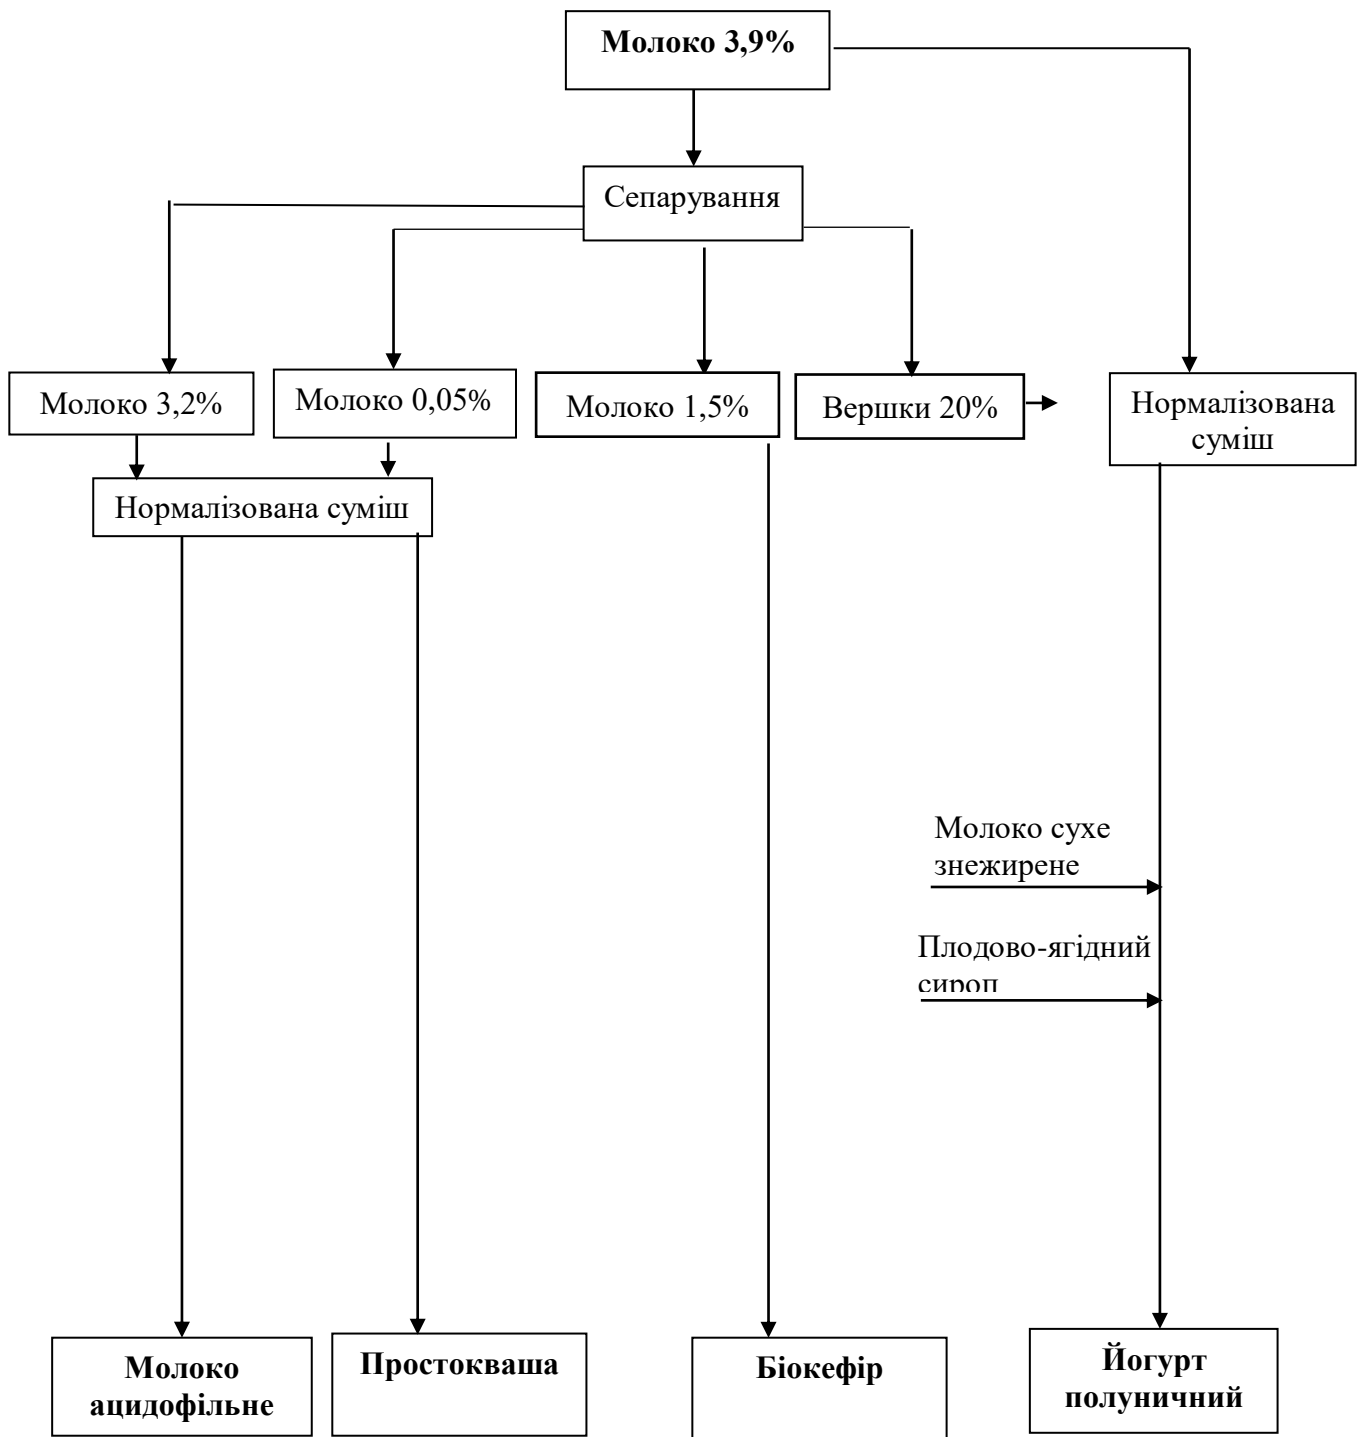 Молоко 3,9%
Сепарування
Молоко 3,2%
Молоко 0,05%
Молоко 1,5%
Вершки 20%
Нормалізована
суміш
Нормалізована суміш
Молоко сухе
знежирене
Плодово-ягідний
сироп
Молоко
ацидофільне
Простокваша
Біокефір
Йогурт
полуничний